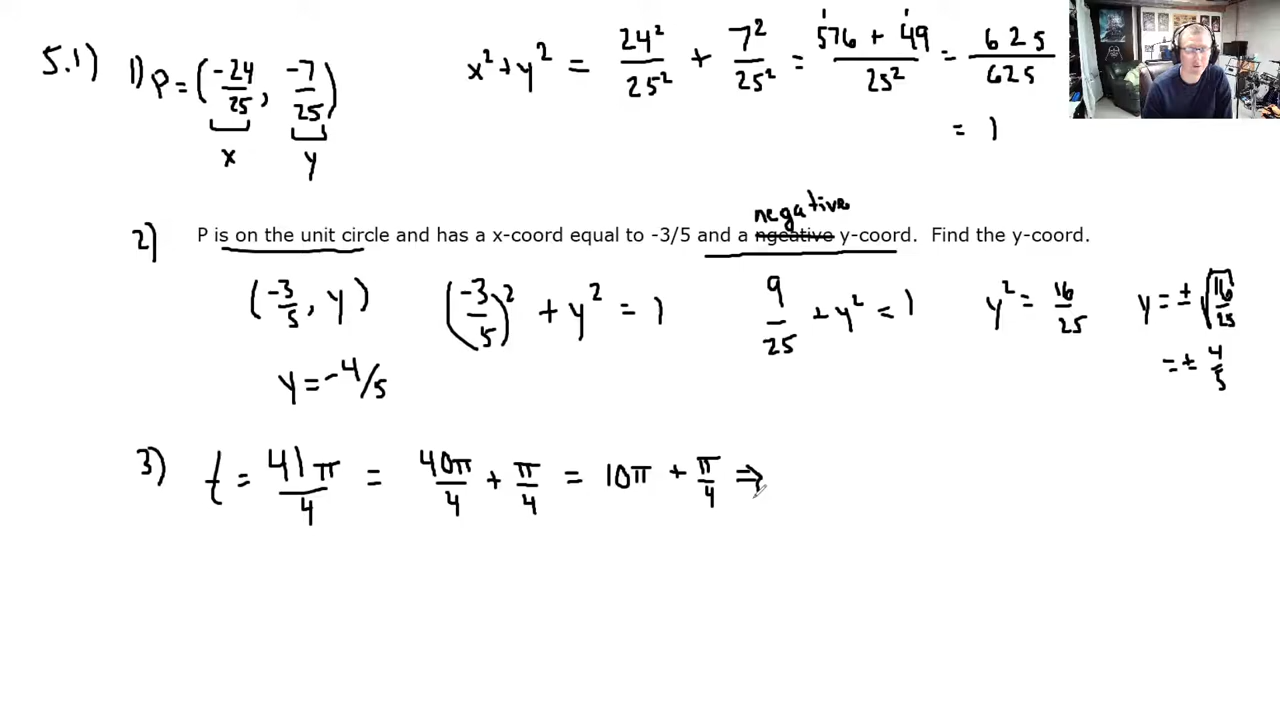 5.1) 1) P = (-24/25, -7/25) x² + y² = 24²/25² + 7²/25² = 576 + 49/25² = 625/625
x y = 1
negative
2) P is on the unit circle and has a x-coord equal to -3/5 and a ngeative y-coord. Find the y-coord.
(-3/5, y) (-3/5)² + y² = 1 9/25 + y² = 1 y² = 16/25 y = ± √16/25
y = -4/5 = ± 4/5
3) t = 41π/4 = 40π/4 + π/4 = 10π + π/4 ⇒